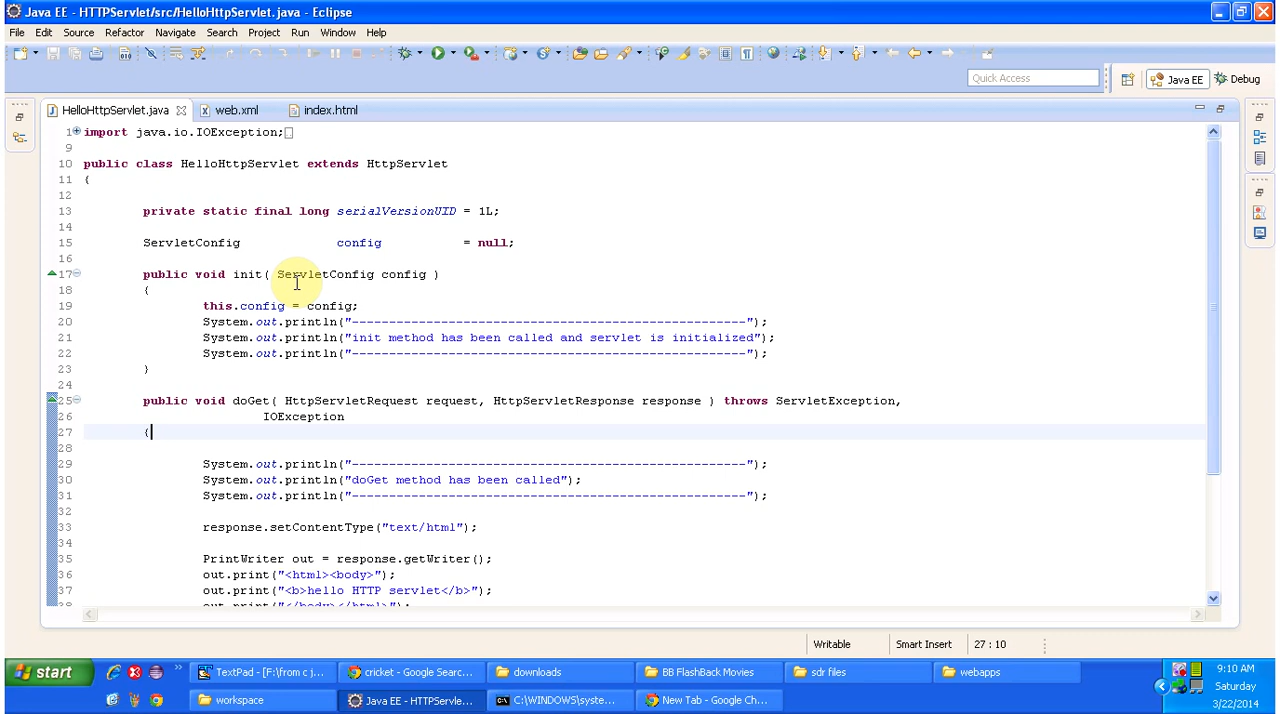 Java EE - HTTPServlet/src/HelloHttpServlet.java - Eclipse
File Edit Source Refactor Navigate Search Project Run Window Help
Quick Access
Java EE
Debug
HelloHttpServlet.java
web.xml
index.html
1 import java.io.IOException;
9
10 public class HelloHttpServlet extends HttpServlet
11 {
12
13 private static final long serialVersionUID = 1L;
14
15 ServletConfig config = null;
16
17 public void init( ServletConfig config )
18 {
19 this.config = config;
20 System.out.println("-----------------------------------------------------");
21 System.out.println("init method has been called and servlet is initialized");
22 System.out.println("-----------------------------------------------------");
23 }
24
25 public void doGet( HttpServletRequest request, HttpServletResponse response ) throws ServletException,
26 IOException
27 {
28
29 System.out.println("-----------------------------------------------------");
30 System.out.println("doGet method has been called");
31 System.out.println("-----------------------------------------------------");
32
33 response.setContentType("text/html");
34
35 PrintWriter out = response.getWriter();
36 out.print("<html><body>");
37 out.print("<b>hello HTTP servlet</b>");
38 out.print("</body></html>");
Writable
Smart Insert
27 : 10
start
TextPad - [F:\from c j...
cricket - Google Searc...
downloads
BB FlashBack Movies
sdr files
webapps
workspace
Java EE - HTTPServle...
C:\WINDOWS\syste...
New Tab - Google Ch...
9:10 AM
Saturday
3/22/2014